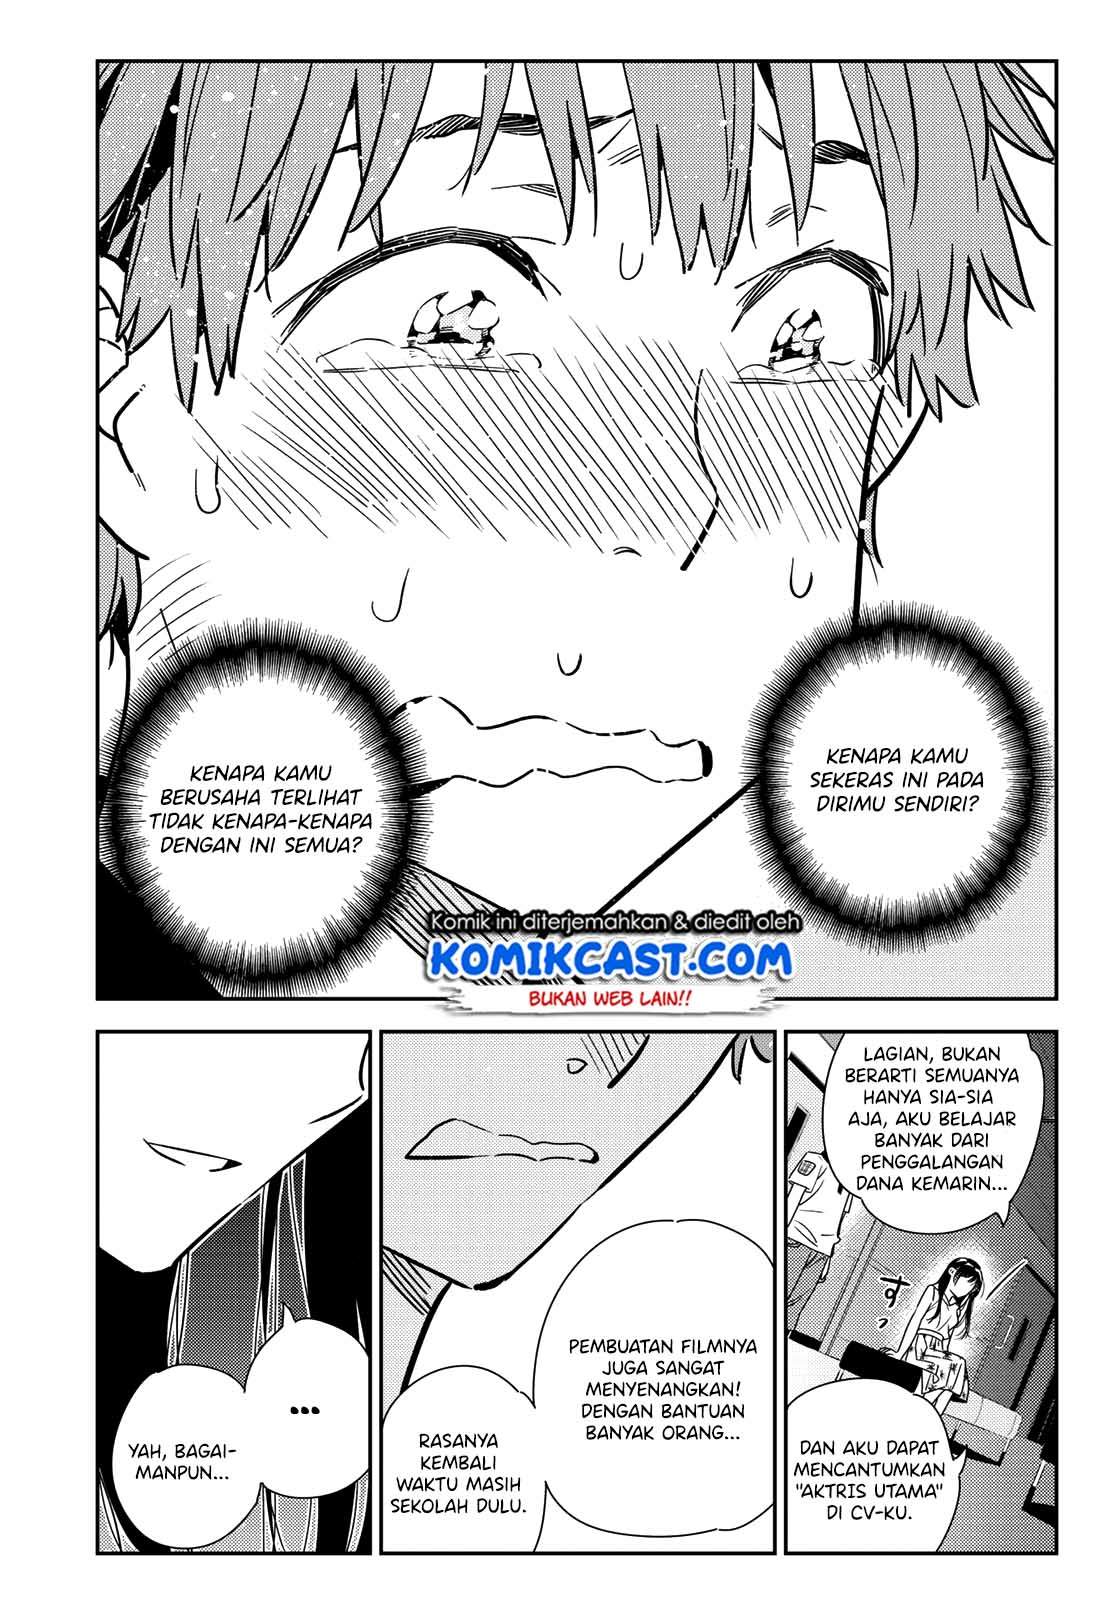 KENAPA KAMU
SEKERAS INI PADA
DIRIMU SENDIRI?
KENAPA KAMU
BERUSAHA TERLIHAT
TIDAK KENAPA-KENAPA
DENGAN INI SEMUA?
Komik ini diterjemahkan & diedit oleh
KOMIKCAST.COM
BUKAN WEB LAIN!!
LAGIAN, BUKAN
BERARTI SEMUANYA
HANYA SIA-SIA
AJA, AKU BELAJAR
BANYAK DARI
PENGGALANGAN
DANA KEMARIN...
す
DAN AKU DAPAT
MENCANTUMKAN
"AKTRIS UTAMA"
DI CV-KU.
PEMBUATAN FILMNYA
JUGA SANGAT
MENYENANGKAN!
DENGAN BANTUAN
BANYAK ORANG...
RASANYA
KEMBALI
WAKTU MASIH
SEKOLAH DULU.
...
YAH, BAGAI-
MANPUN...